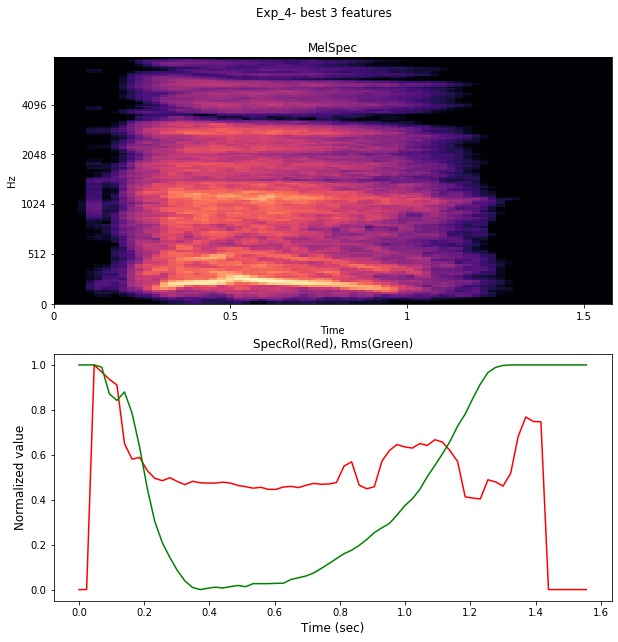 Exp_4- best 3 features
MelSpec
4096
2048
1024
512
0
Hz
0 0.5 1 1.5
Time
SpecRol(Red), Rms(Green)
1.0
0.8
0.6
0.4
0.2
0.0
Normalized value
0.0 0.2 0.4 0.6 0.8 1.0 1.2 1.4 1.6
Time (sec)